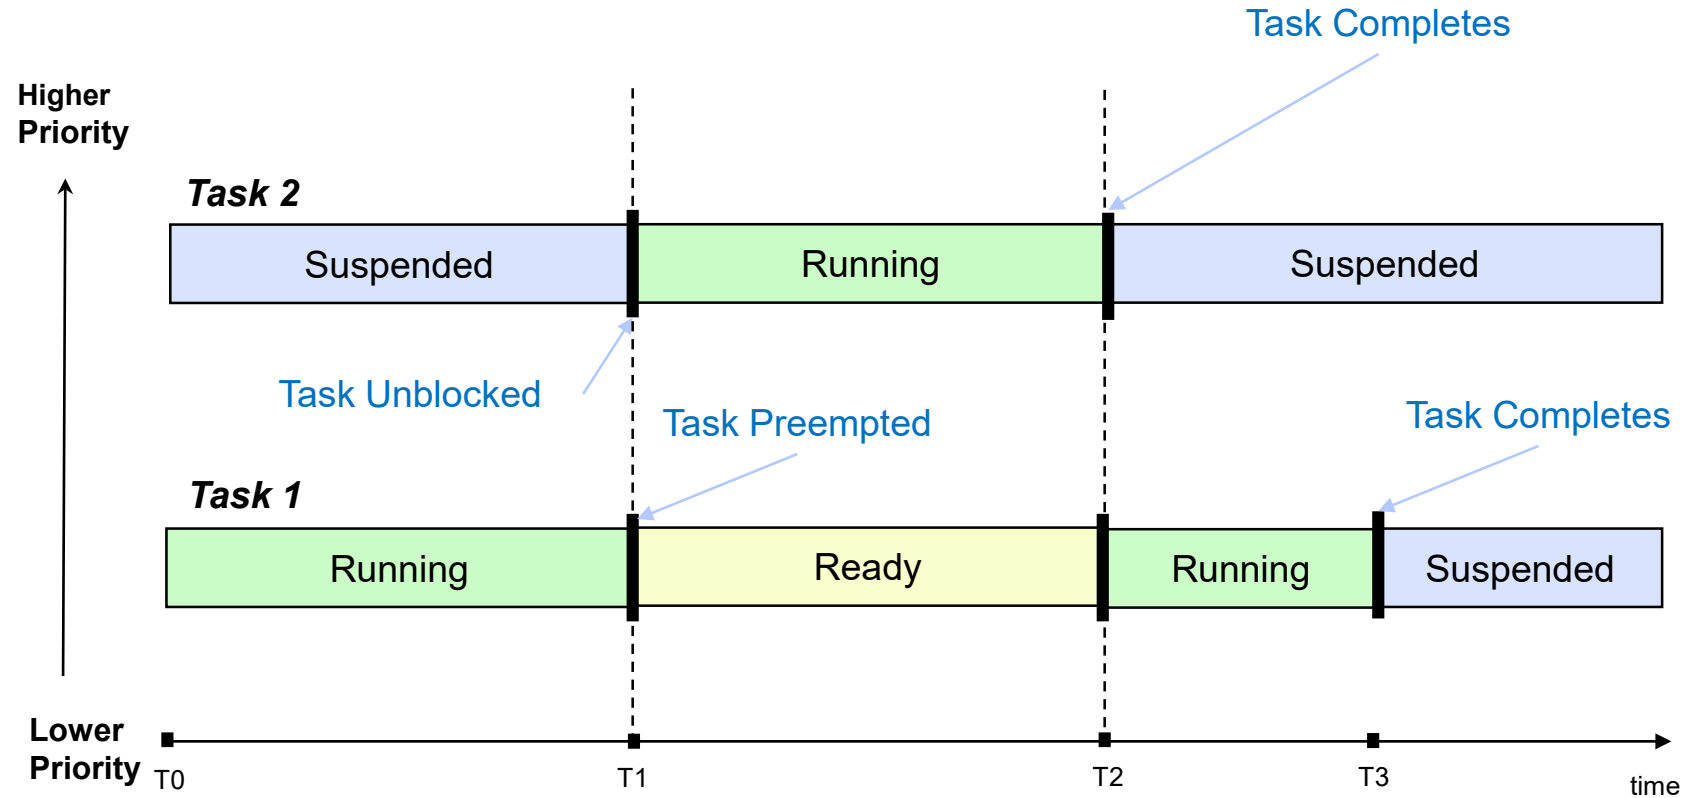 Task Completes
Higher
Priority
Task 2
Suspended
Running
Suspended
Task Unblocked
Task Preempted
Task Completes
Task 1
Running
Ready
Running
Suspended
Lower
Priority
T0
T1
T2
T3
time